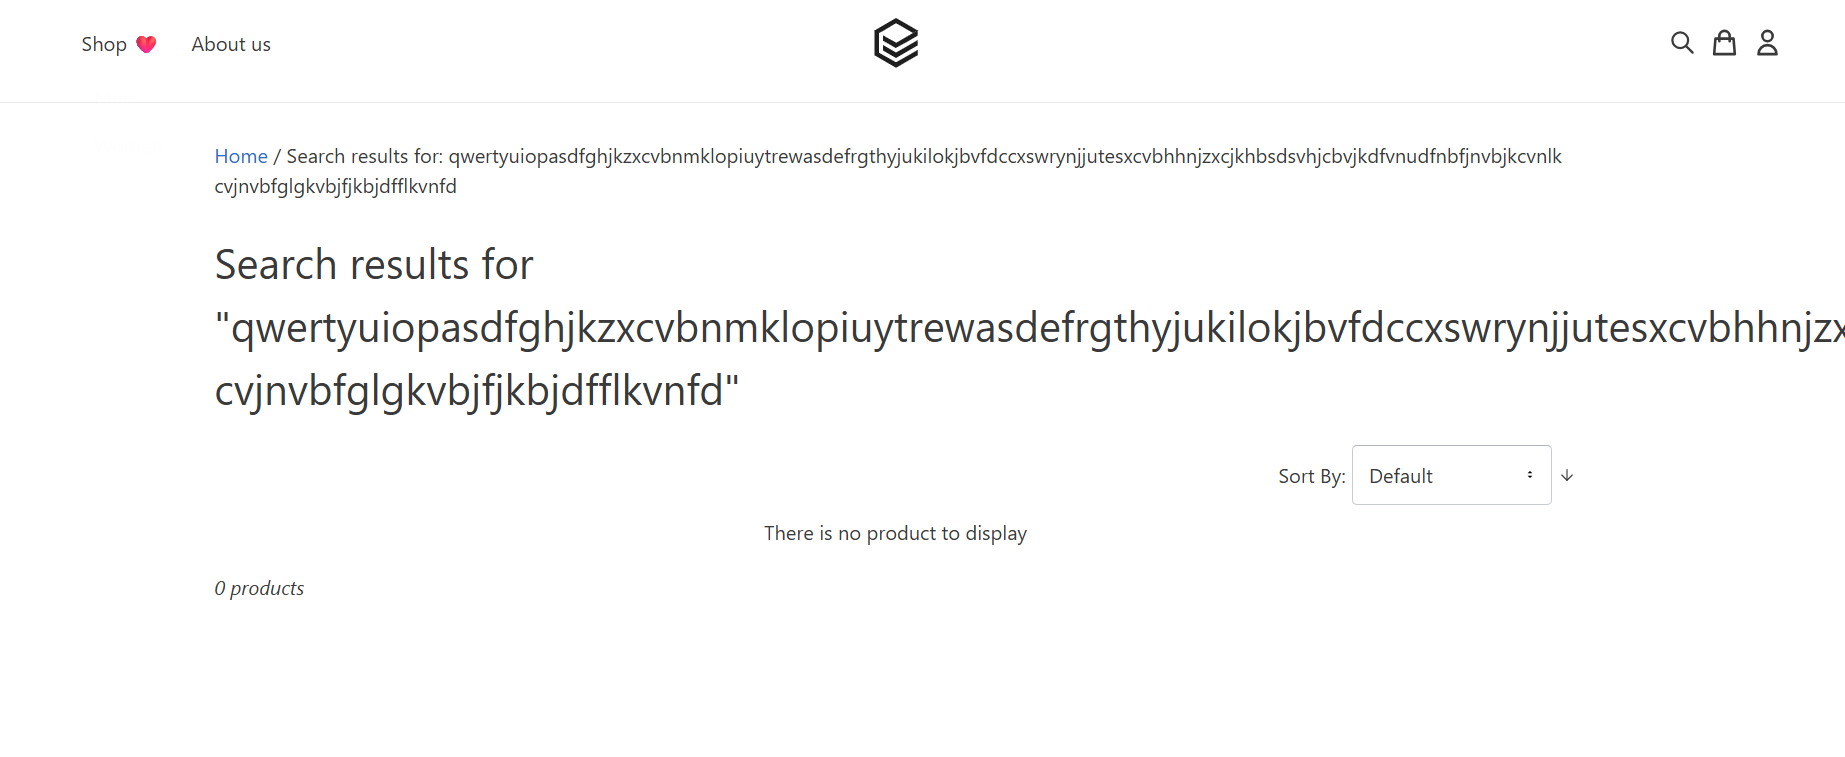 Shop ❤️ About us
Home / Search results for: qwertyuiopasdfghjkzxcvbnmklopiuytrewasdefrgthyjukilokjbvfdccxswrynjjutesxcvbhhnjzxcjkhbsdsvhjcbvjkdfvnudfnbfjnvbjkcvnlk
cvjnvbfglgkvbjfjkbjdfflkvnfd
Search results for
"qwertyuiopasdfghjkzxcvbnmklopiuytrewasdefrgthyjukilokjbvfdccxswrynjjutesxcvbhhnjzx
cvjnvbfglgkvbjfjkbjdfflkvnfd"
Sort By: Default
There is no product to display
0 products